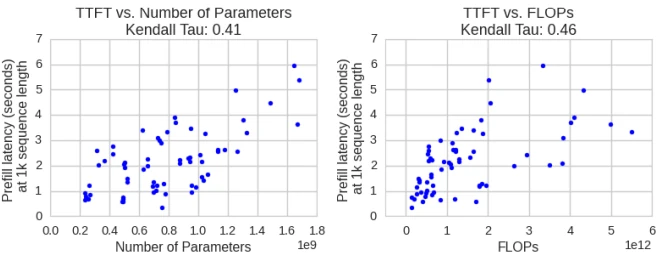 TTFT vs. Number of Parameters
Kendall Tau: 0.41
7
6
5
4
3
2
1
0
Prefill latency (seconds)
at 1k sequence length
0.0 0.2 0.4 0.6 0.8 1.0 1.2 1.4 1.6 1.8
Number of Parameters
1e9
TTFT vs. FLOPs
Kendall Tau: 0.46
7
6
5
4
3
2
1
0
Prefill latency (seconds)
at 1k sequence length
0 1 2 3 4 5 6
FLOPs
1e12